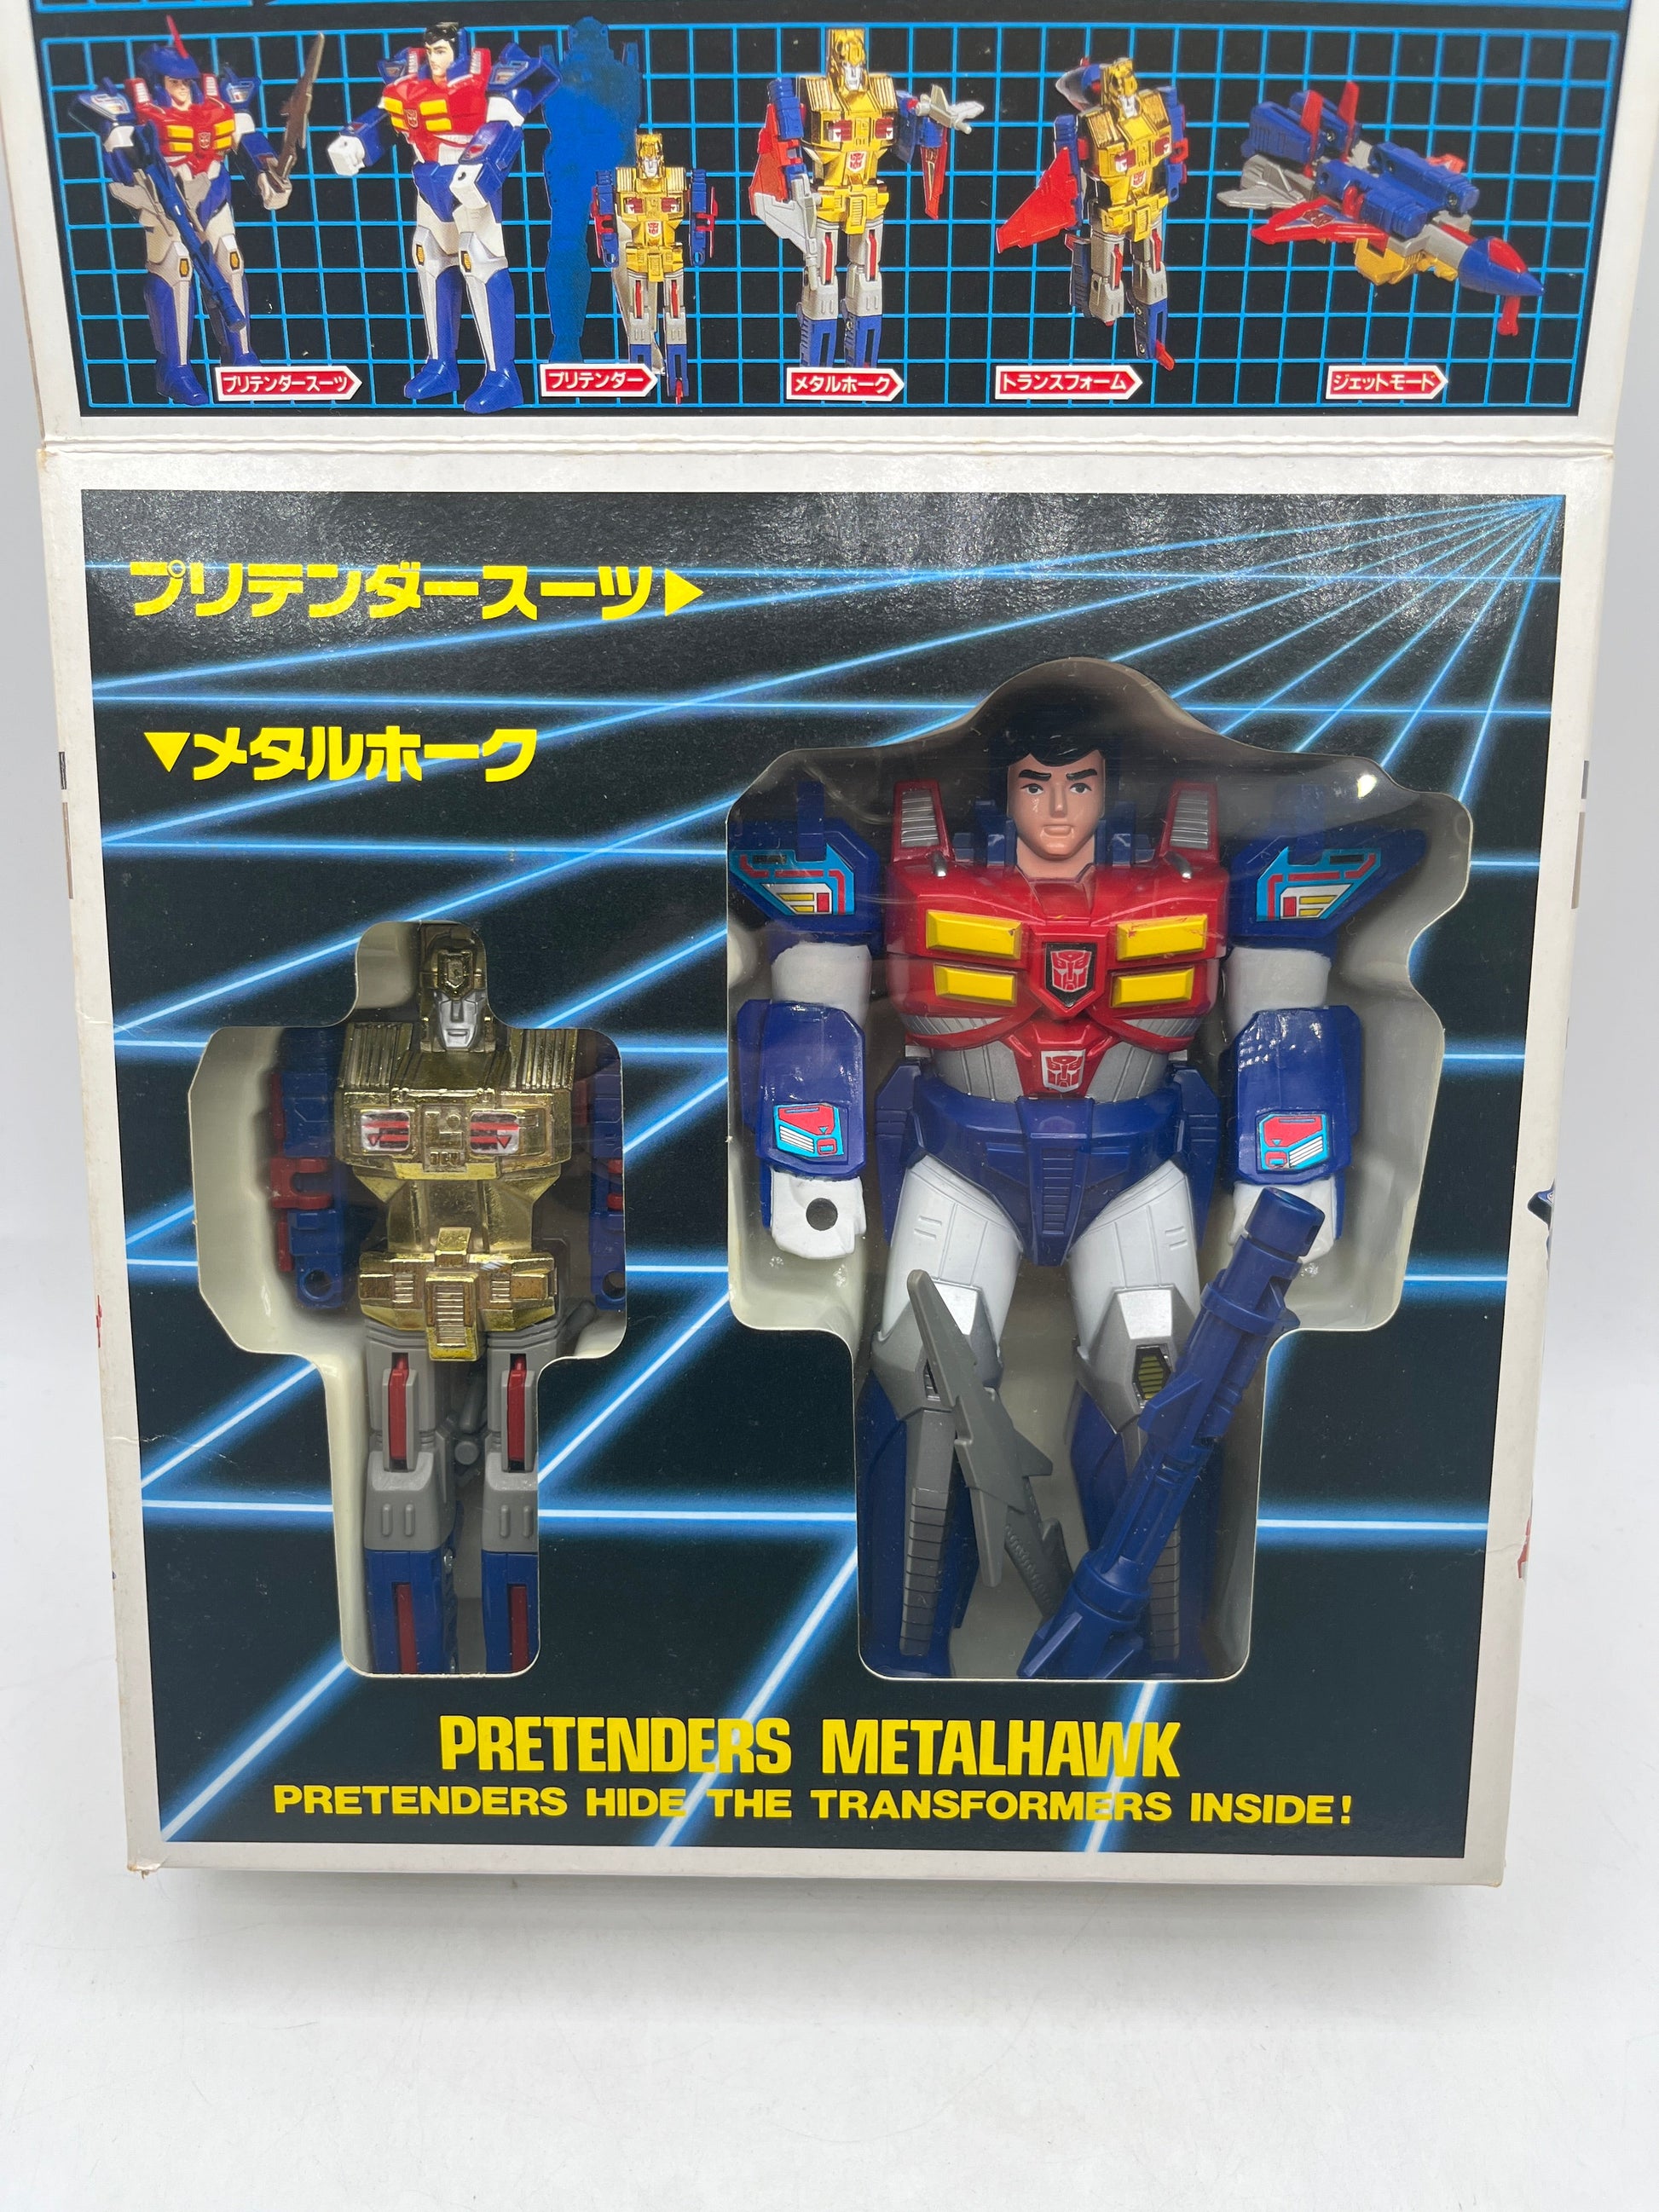 プリテンダースーツ
プリテンダー
メタルホーク
トランスフォーム
ジェットモード
プリテンダースーツ▶
▼メタルホーク
PRETENDERS METALHAWK
PRETENDERS HIDE THE TRANSFORMERS INSIDE!